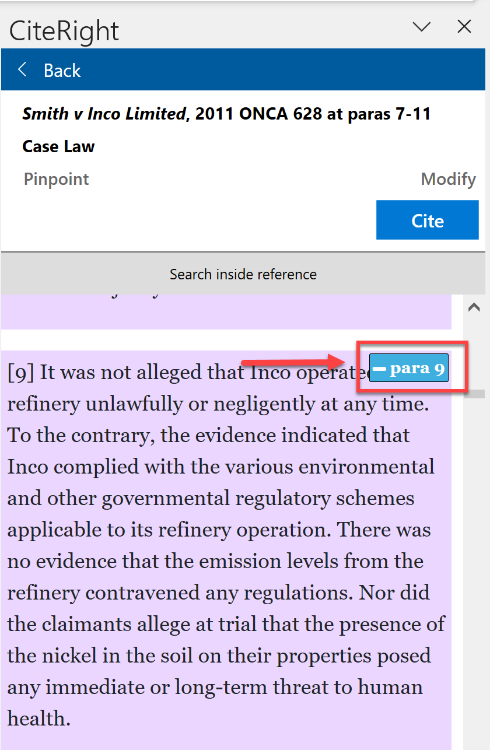 CiteRight
Back
Smith v Inco Limited, 2011 ONCA 628 at paras 7-11
Case Law
Pinpoint
Modify
Cite
Search inside reference
[9] It was not alleged that Inco operated
– para 9
refinery unlawfully or negligently at any time.
To the contrary, the evidence indicated that
Inco complied with the various environmental
and other governmental regulatory schemes
applicable to its refinery operation. There was
no evidence that the emission levels from the
refinery contravened any regulations. Nor did
the claimants allege at trial that the presence of
the nickel in the soil on their properties posed
any immediate or long-term threat to human
health.